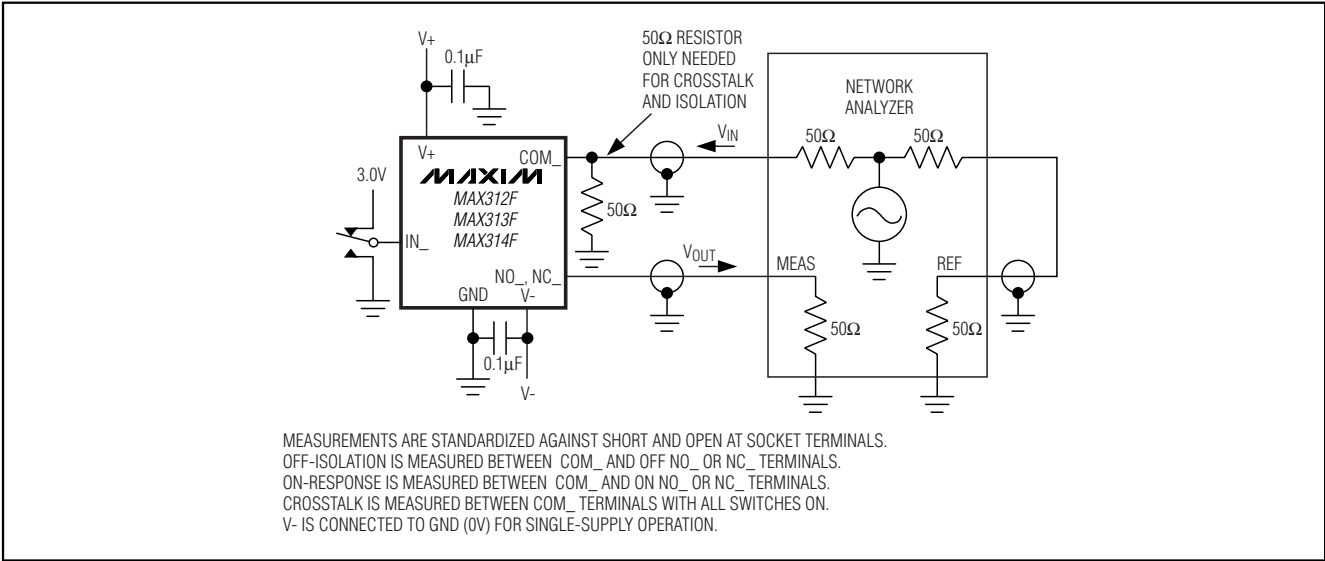 V+
0.1µF
50Ω RESISTOR
ONLY NEEDED
FOR CROSSTALK
AND ISOLATION
NETWORK
ANALYZER
VIN
50Ω
50Ω
V+
COM_
MAXIM
MAX312F
MAX313F
MAX314F
3.0V
IN_
50Ω
NO_, NC_
GND
V-
VOUT
MEAS
REF
50Ω
50Ω
0.1µF
V-
MEASUREMENTS ARE STANDARDIZED AGAINST SHORT AND OPEN AT SOCKET TERMINALS.
OFF-ISOLATION IS MEASURED BETWEEN COM_ AND OFF NO_ OR NC_ TERMINALS.
ON-RESPONSE IS MEASURED BETWEEN COM_ AND ON NO_ OR NC_ TERMINALS.
CROSSTALK IS MEASURED BETWEEN COM_ TERMINALS WITH ALL SWITCHES ON.
V- IS CONNECTED TO GND (0V) FOR SINGLE-SUPPLY OPERATION.